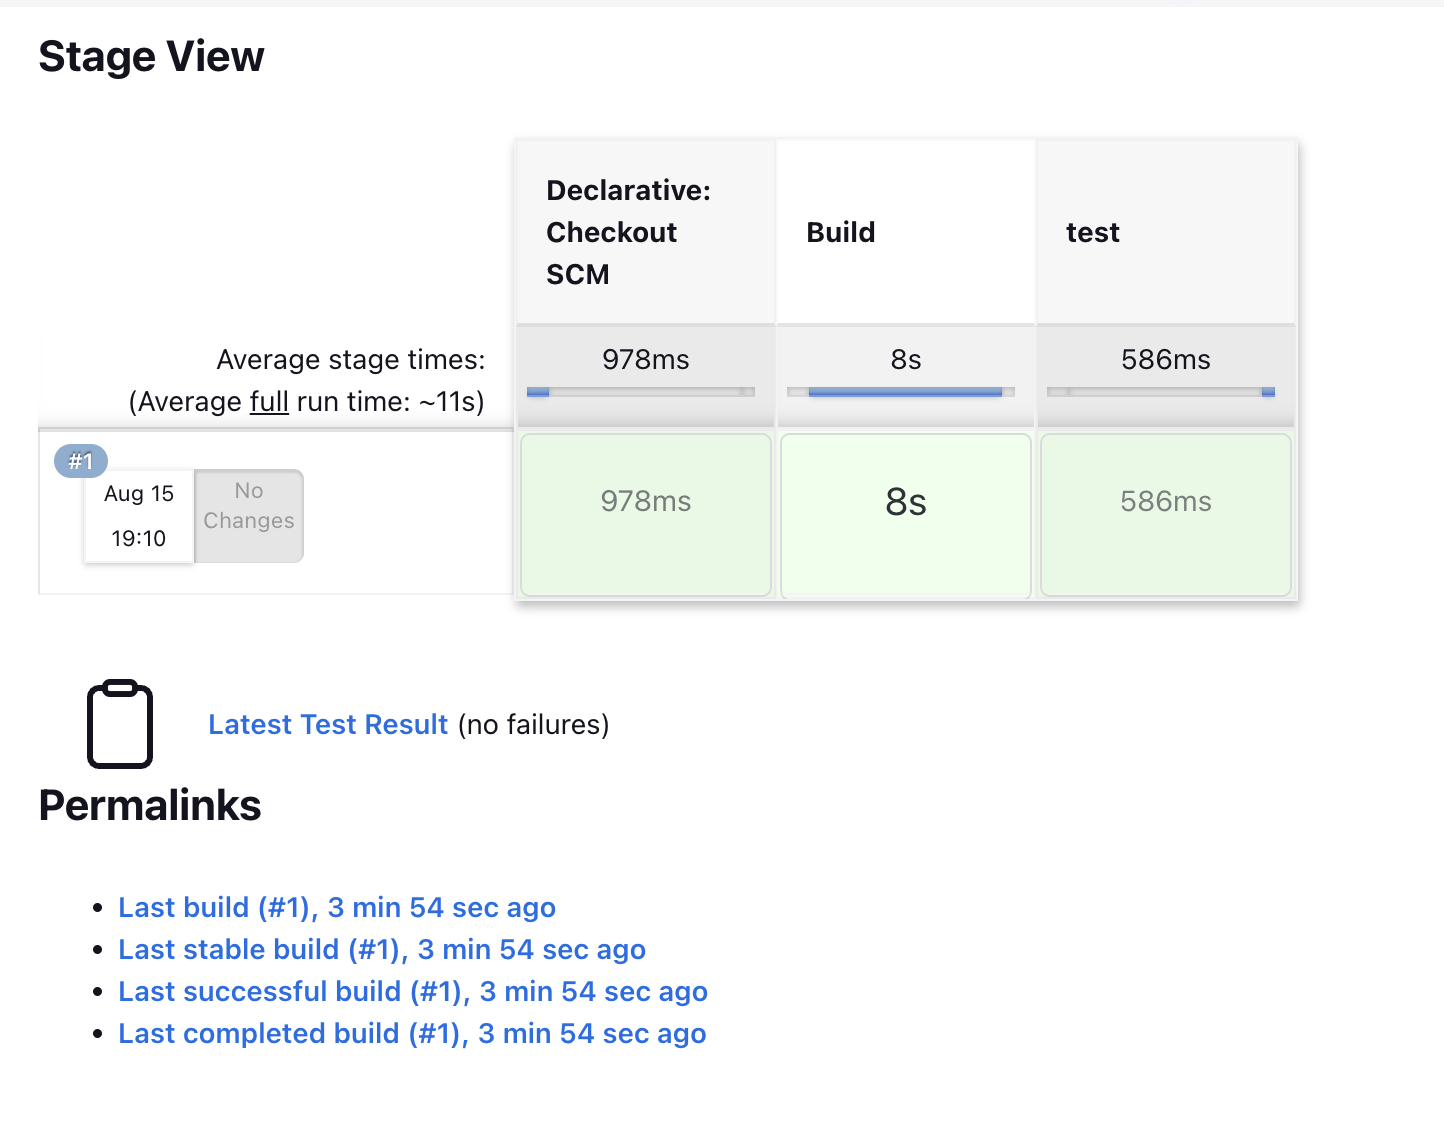 Stage View
Declarative:
Checkout
SCM
Build
test
Average stage times:
(Average full run time: ~11s)
978ms
8s
586ms
#1
Aug 15
19:10
No
Changes
978ms
8s
586ms
Latest Test Result (no failures)
Permalinks
Last build (#1), 3 min 54 sec ago
Last stable build (#1), 3 min 54 sec ago
Last successful build (#1), 3 min 54 sec ago
Last completed build (#1), 3 min 54 sec ago